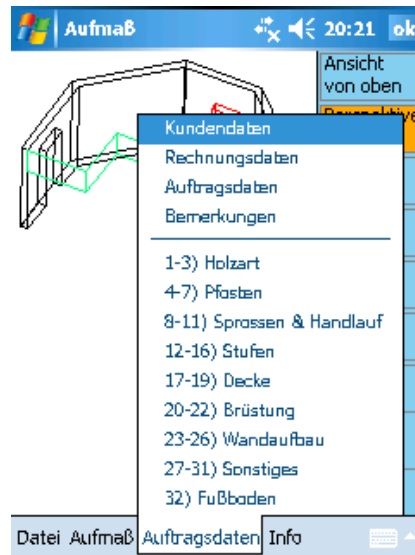 Aufmaß
20:21 ok
Ansicht
von oben
Perspektive
Kundendaten
Rechnungsdaten
Auftragsdaten
Bemerkungen
1-3) Holzart
4-7) Pfosten
8-11) Sprossen & Handlauf
12-16) Stufen
17-19) Decke
20-22) Brüstung
23-26) Wandaufbau
27-31) Sonstiges
32) Fußboden
Datei Aufmaß Auftragsdaten Info